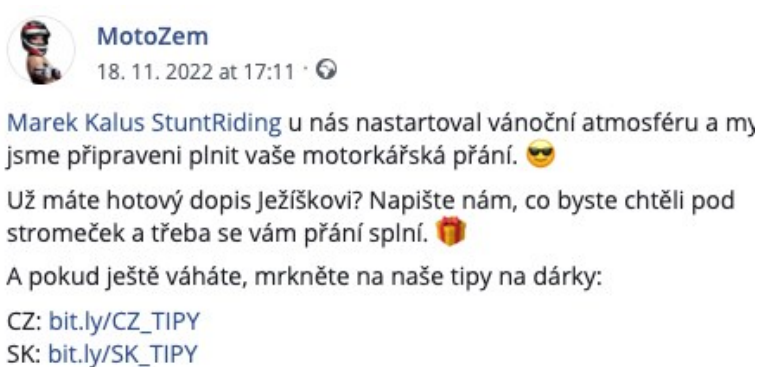 MotoZem
18. 11. 2022 at 17:11 ·
Marek Kalus StuntRiding u nás nastartoval vánoční atmosféru a my
jsme připraveni plnit vaše motorkářská přání. 😎
Už máte hotový dopis Ježíškovi? Napište nám, co byste chtěli pod
stromeček a třeba se vám přání splní. 🎁
A pokud ještě váháte, mrkněte na naše tipy na dárky:
CZ: bit.ly/CZ_TIPY
SK: bit.ly/SK_TIPY